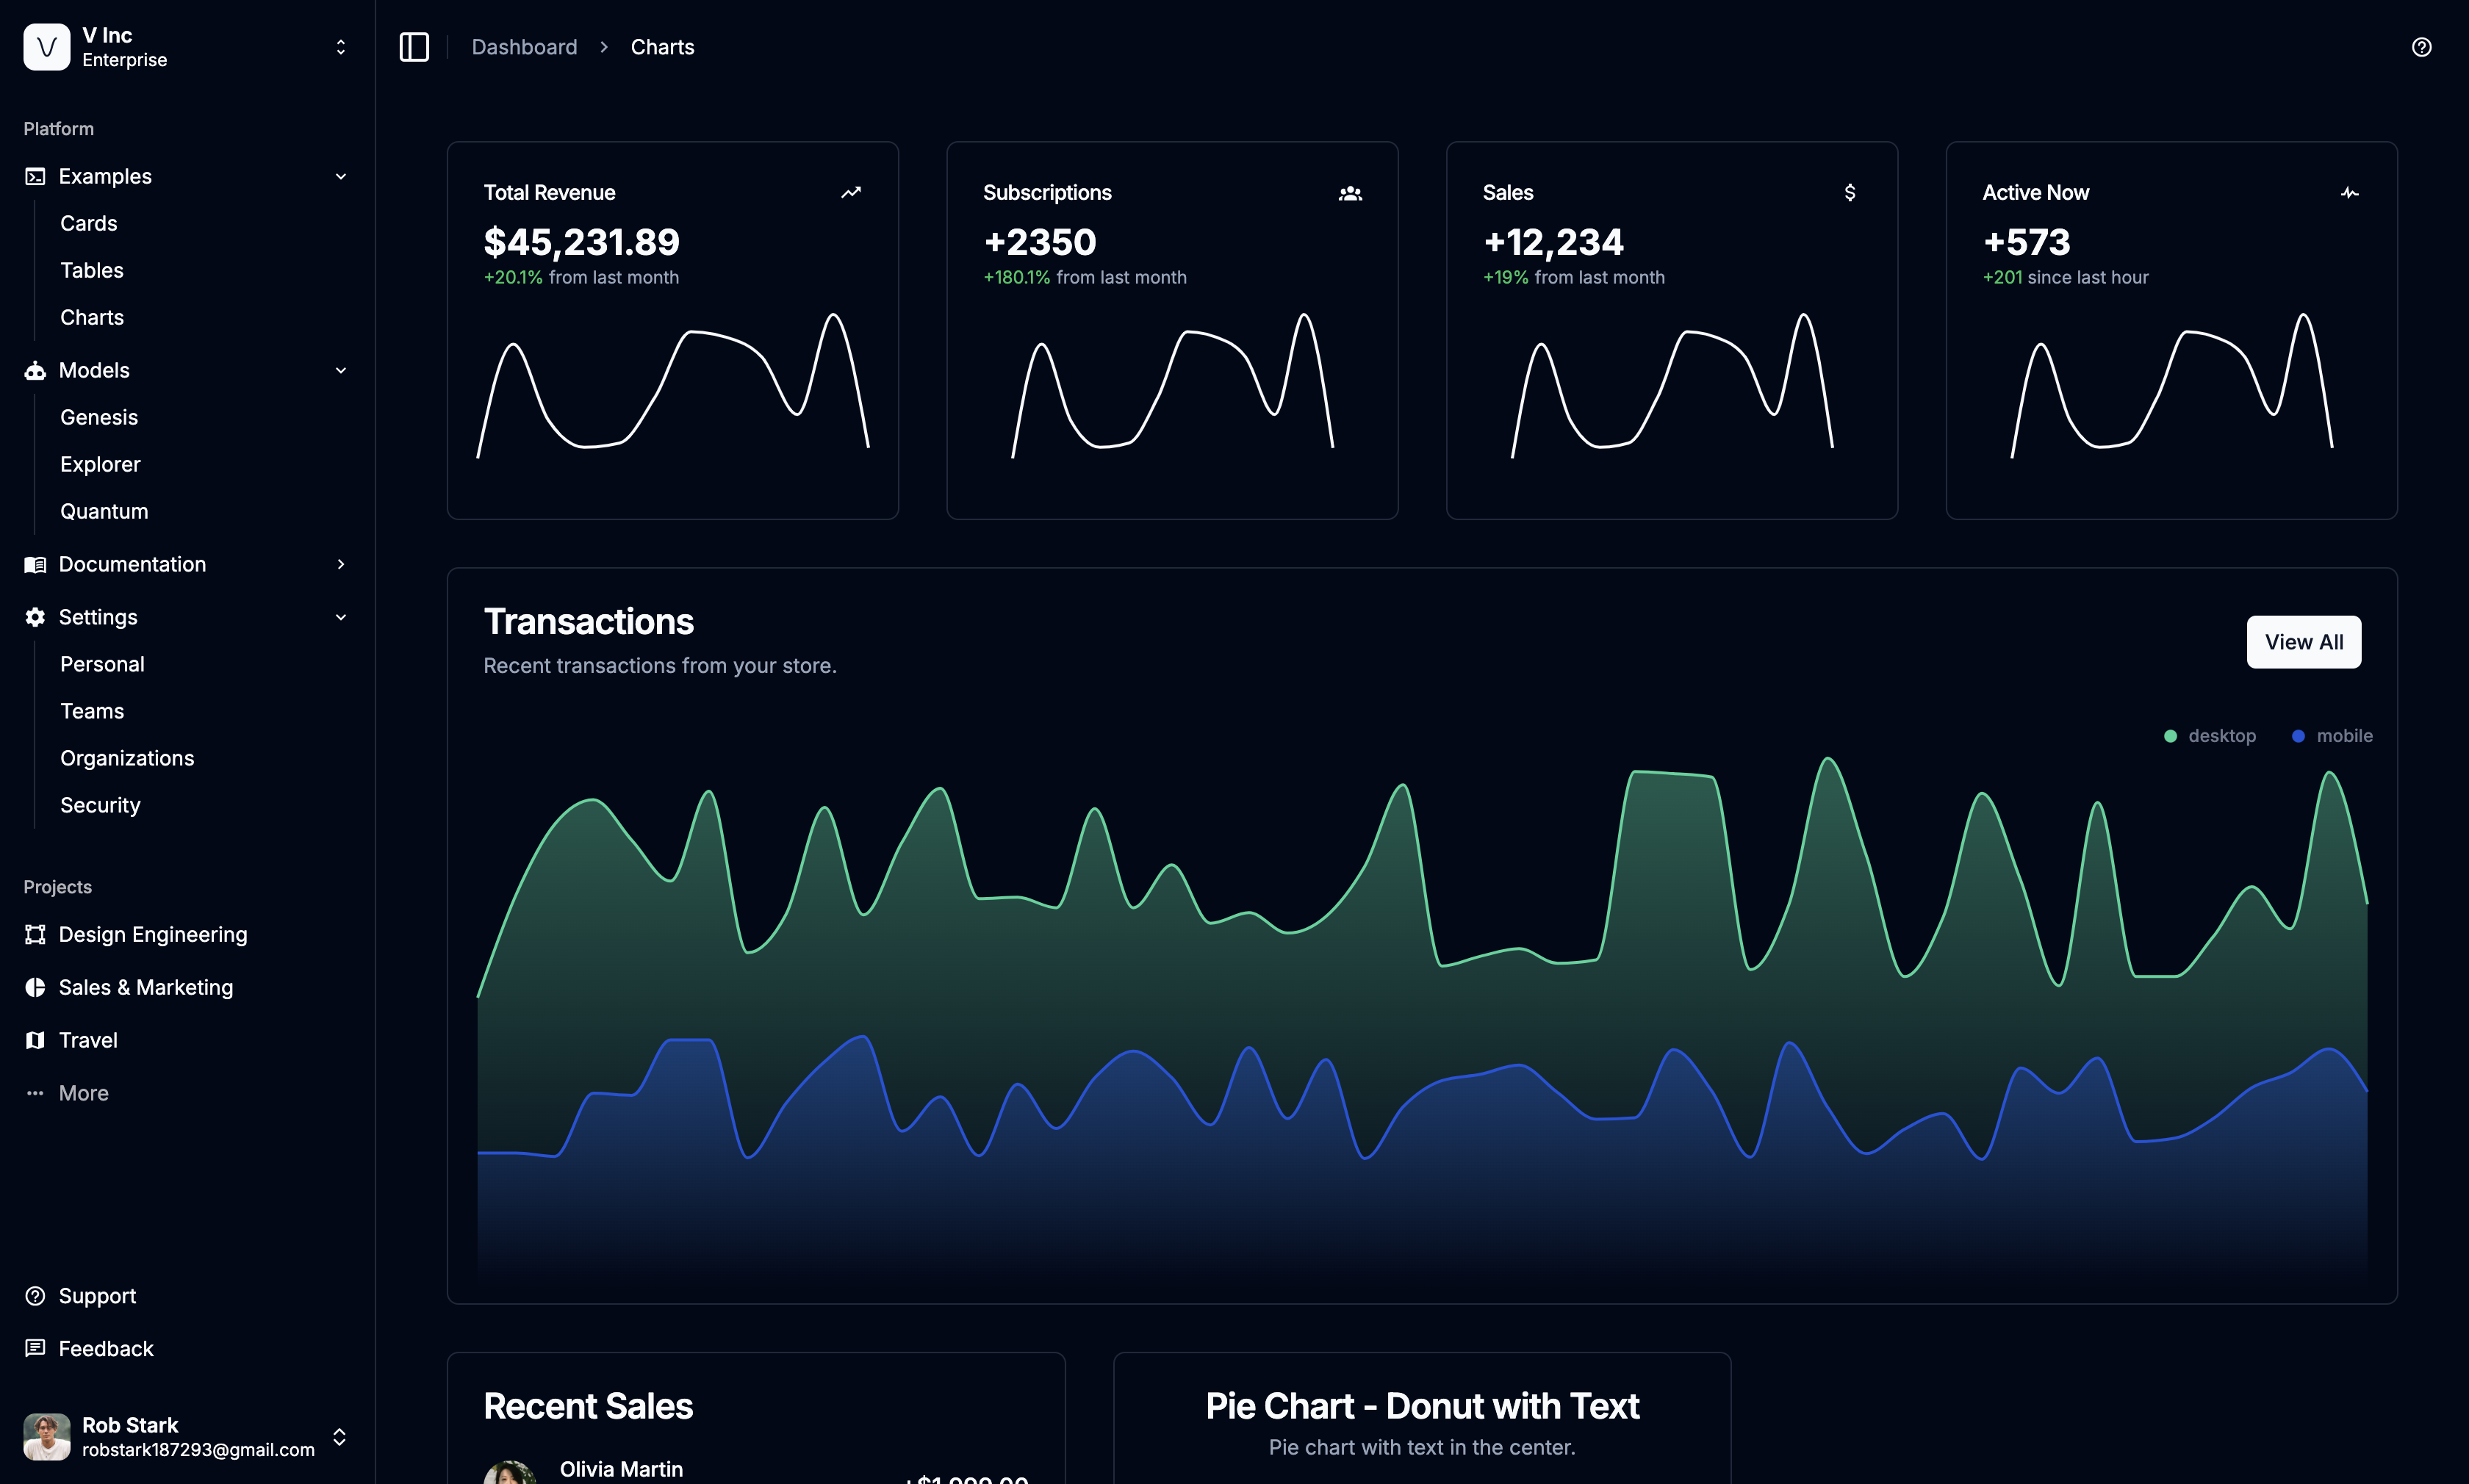 V Inc
Enterprise
Platform
Examples
Cards
Tables
Charts
Models
Genesis
Explorer
Quantum
Documentation
Settings
Personal
Teams
Organizations
Security
Projects
Design Engineering
Sales & Marketing
Travel
More
Support
Feedback
Rob Stark
robstark187293@gmail.com
Dashboard > Charts
Total Revenue
$45,231.89
+20.1% from last month
Subscriptions
+2350
+180.1% from last month
Sales
+12,234
+19% from last month
Active Now
+573
+201 since last hour
Transactions
Recent transactions from your store.
View All
desktop
mobile
Recent Sales
Olivia Martin
+$1,999.00
Pie Chart - Donut with Text
Pie chart with text in the center.